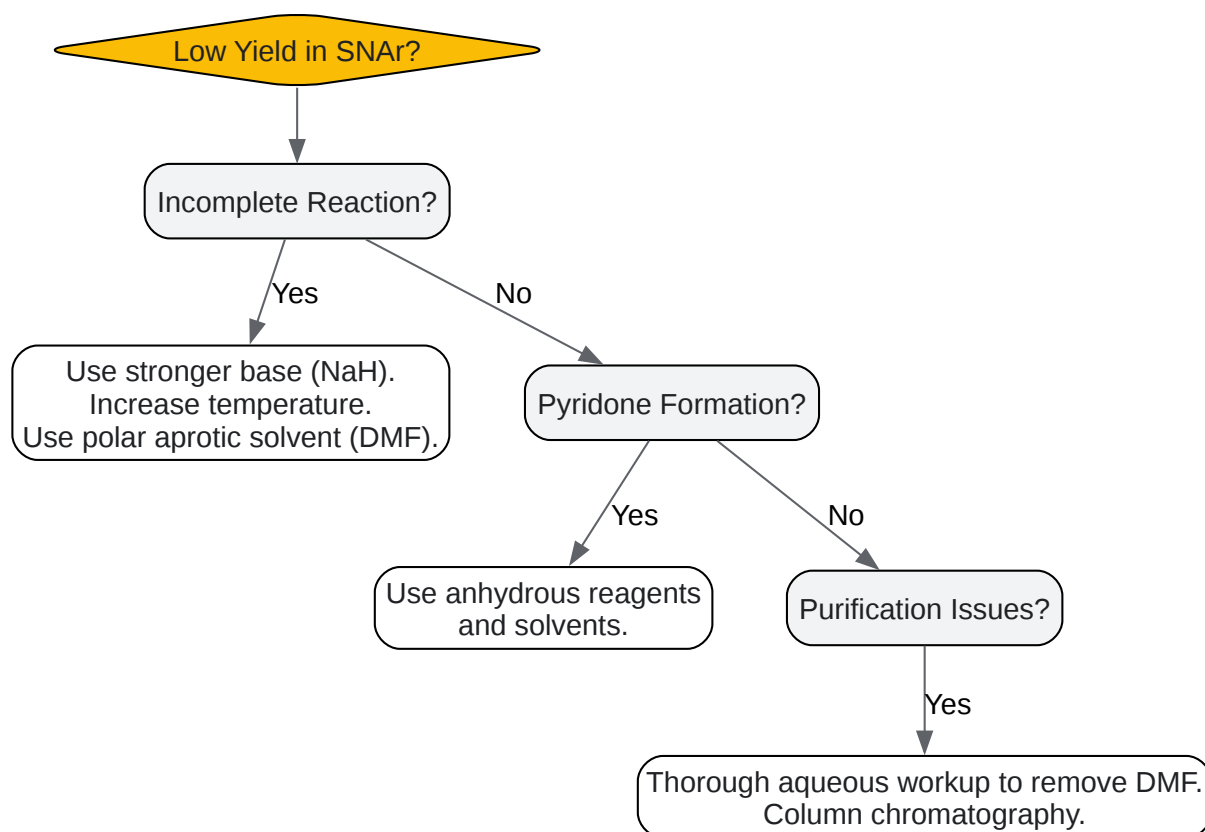 Low Yield in SNAr?
Incomplete Reaction?
Yes
No
Use stronger base (NaH).
Increase temperature.
Use polar aprotic solvent (DMF).
Pyridone Formation?
Yes
No
Use anhydrous reagents
and solvents.
Purification Issues?
Yes
Thorough aqueous workup to remove DMF.
Column chromatography.